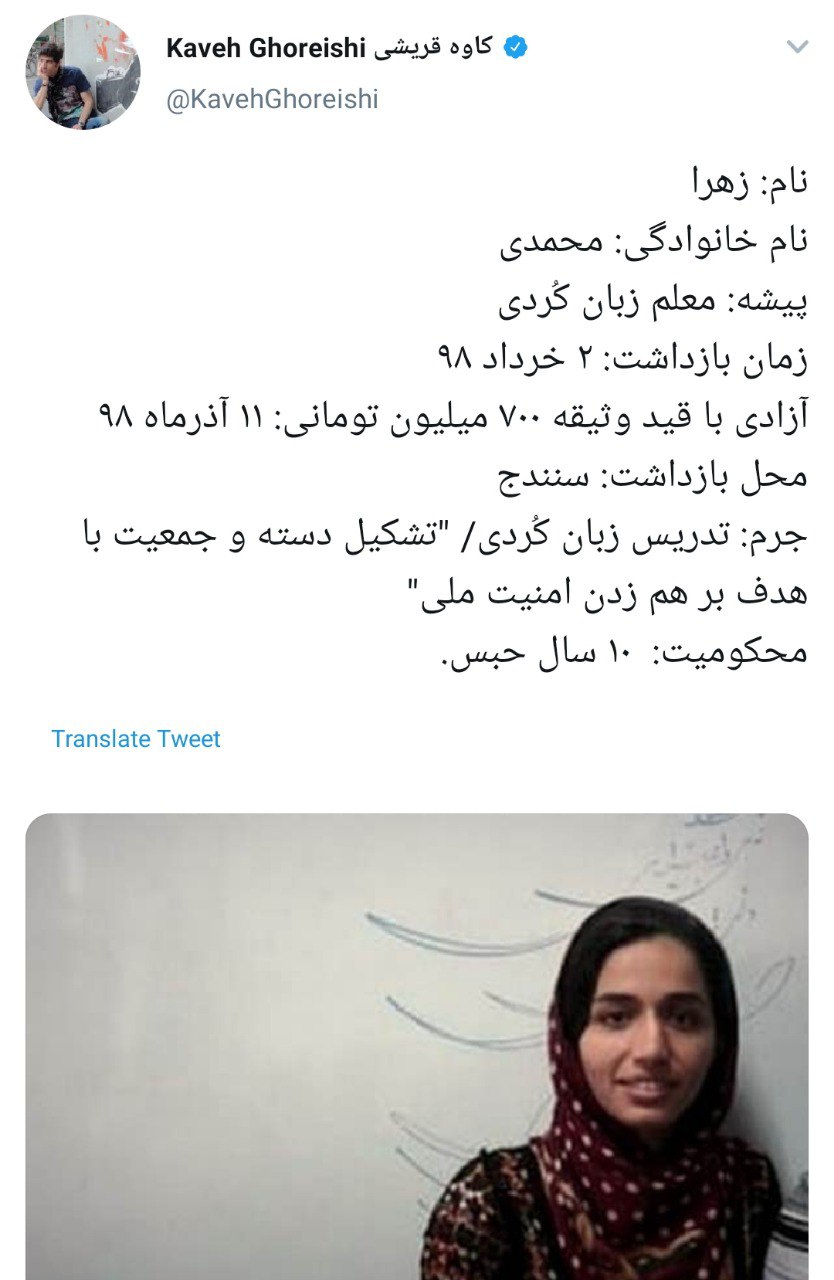 Kaveh Ghoreishi کاوه قریشی
@KavehGhoreishi
نام: زهرا
نام خانوادگی: محمدی
پیشه: معلم زبان کُردی
زمان بازداشت: ۲ خرداد ۹۸
آزادی با قید وثیقه ۷۰۰ میلیون تومانی: ۱۱ آذرماه ۹۸
محل بازداشت: سنندج
جرم: تدریس زبان کُردی/ "تشکیل دسته و جمعیت با
هدف بر هم زدن امنیت ملی"
محکومیت: ۱۰ سال حبس.
Translate Tweet